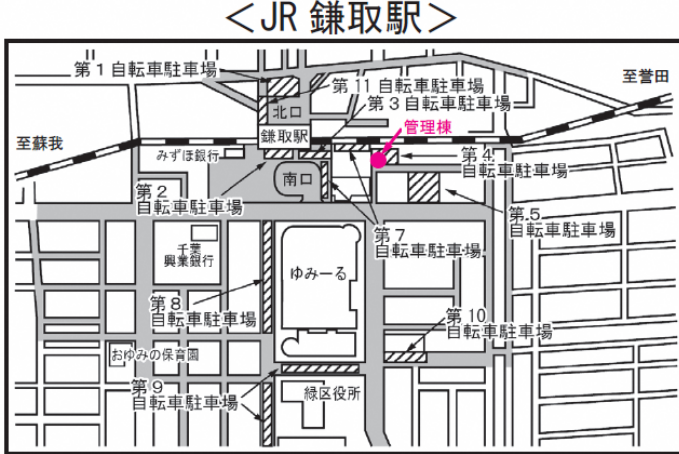 ＜JR 鎌取駅＞
第１自転車駐車場
第 11 自転車駐車場
第３自転車駐車場
至誉田
北口
鎌取駅
管理棟
至蘇我
みずほ銀行
第４
自転車駐車場
第２
自転車駐車場
南口
第５
自転車駐車場
千葉
興業銀行
第７
自転車駐車場
ゆみーる
第８
自転車駐車場
第 10
自転車駐車場
おゆみの保育園
第９
自転車駐車場
緑区役所